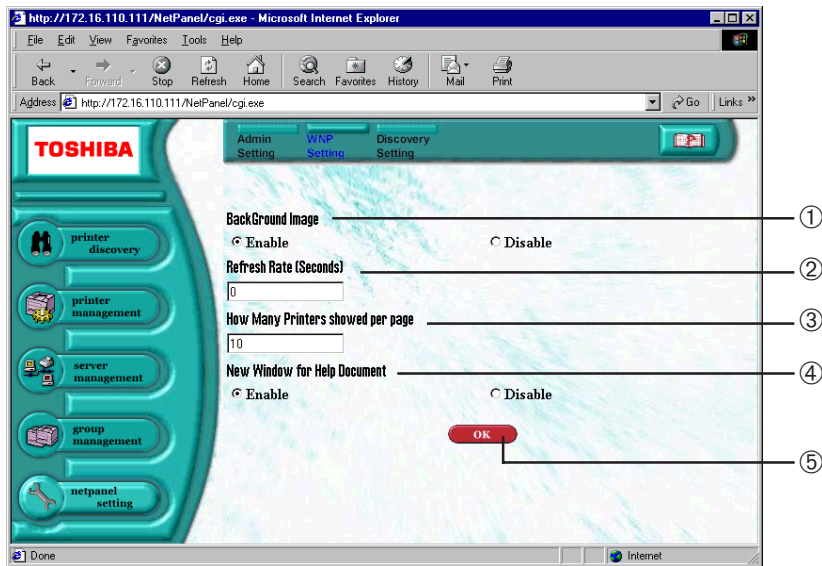 http://172.16.110.111/NetPanel/cgi.exe - Microsoft Internet Explorer
File Edit View Favorites Tools Help
Back Forward Stop Refresh Home Search Favorites History Mail Print
Address http://172.16.110.111/NetPanel/cgi.exe Go Links »
TOSHIBA
Admin Setting
WNP Setting
Discovery Setting
printer discovery
printer management
server management
group management
netpanel setting
BackGround Image ①
Enable Disable
Refresh Rate (Seconds) ②
0
How Many Printers showed per page ③
10
New Window for Help Document ④
Enable Disable
OK ⑤
Done Internet